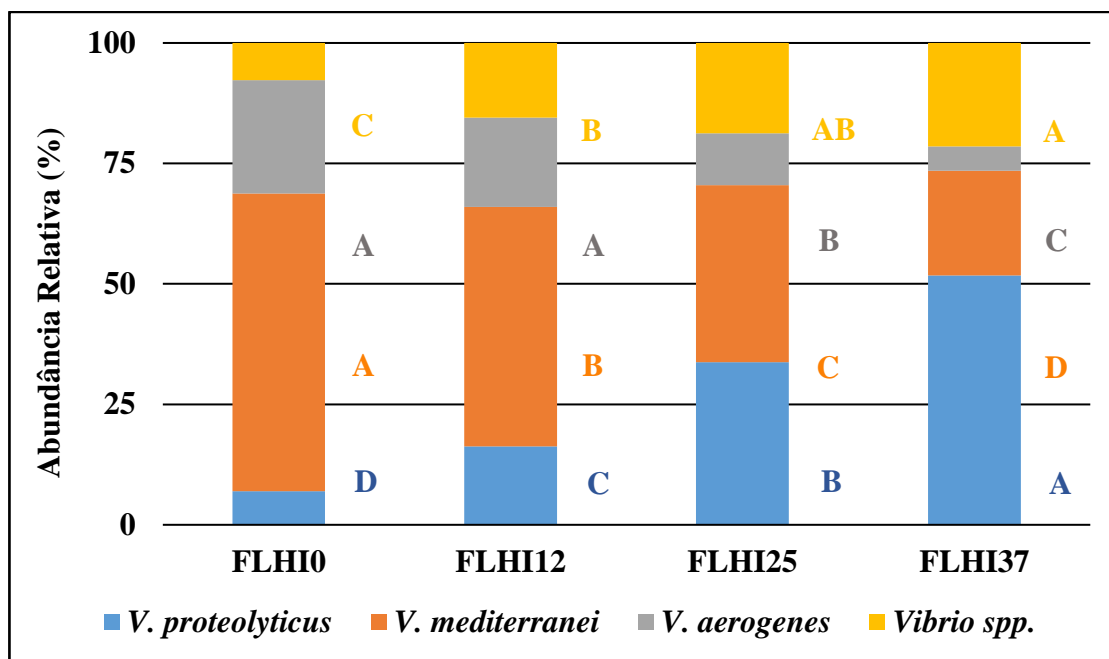 Abundância Relativa (%)
100
75
50
25
0
C B AB A
A A B C
A B C D
D C B A
FLHI0 FLHI12 FLHI25 FLHI37
V. proteolyticus V. mediterranei V. aerogenes Vibrio spp.